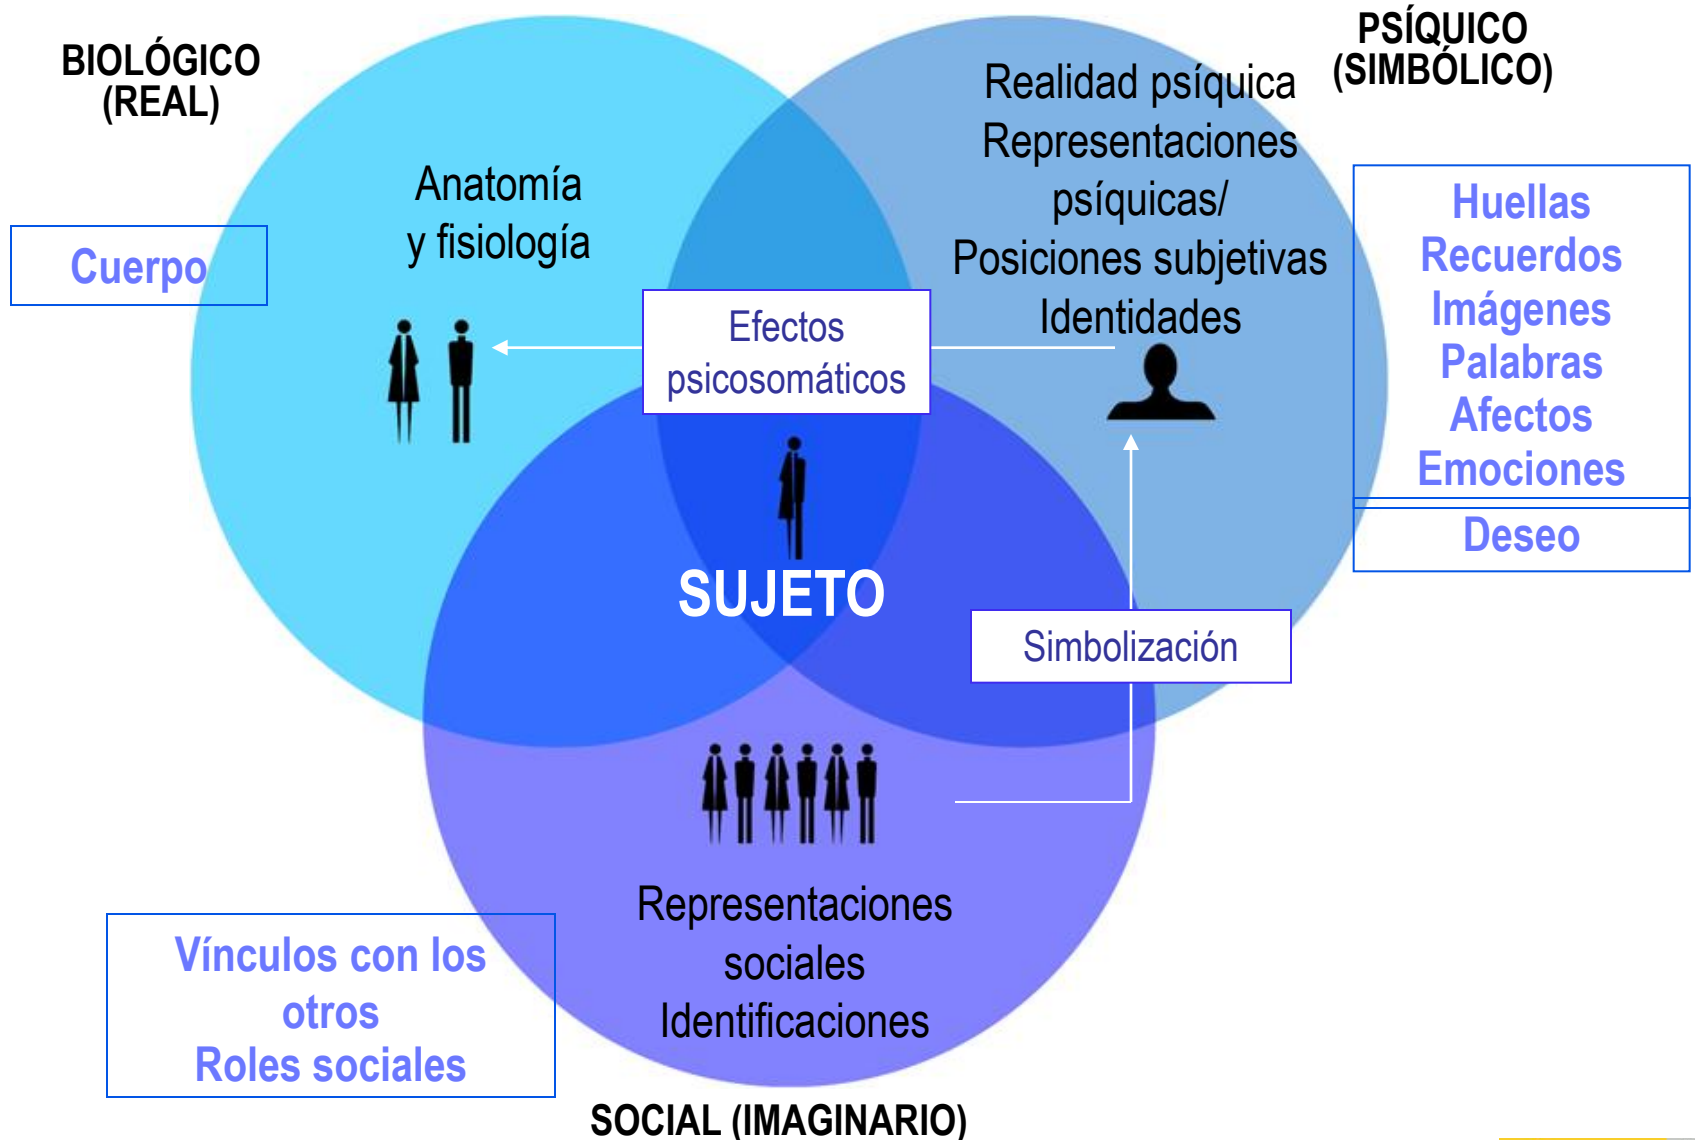 BIOLÓGICO
(REAL)
PSÍQUICO
(SIMBÓLICO)
Realidad psíquica
Representaciones
psíquicas/
Posiciones subjetivas
Identidades
Anatomía
y fisiología
Cuerpo
Huellas
Recuerdos
Imágenes
Palabras
Afectos
Emociones
Deseo
Efectos
psicosomáticos
SUJETO
Simbolización
Representaciones
sociales
Identificaciones
Vínculos con los
otros
Roles sociales
SOCIAL (IMAGINARIO)